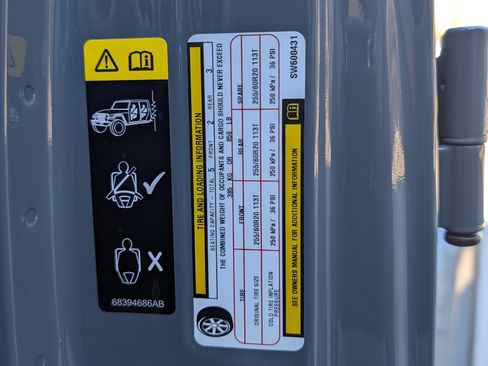 68394686AB
TIRE AND LOADING INFORMATION
SEATING CAPACITY - TOTAL 5 FRONT 2 REAR 3
THE COMBINED WEIGHT OF OCCUPANTS AND CARGO SHOULD NEVER EXCEED
385 KG OR 850 LB
TIRE FRONT REAR SPARE
ORIGINAL TIRE SIZE 255/60R20 113T 255/60R20 113T 255/60R20 113T
COLD TIRE INFLATION
PRESSURE 250 kPa / 36 PSI 250 kPa / 36 PSI 250 kPa / 36 PSI
SEE OWNERS MANUAL FOR ADDITIONAL INFORMATION
SW600431